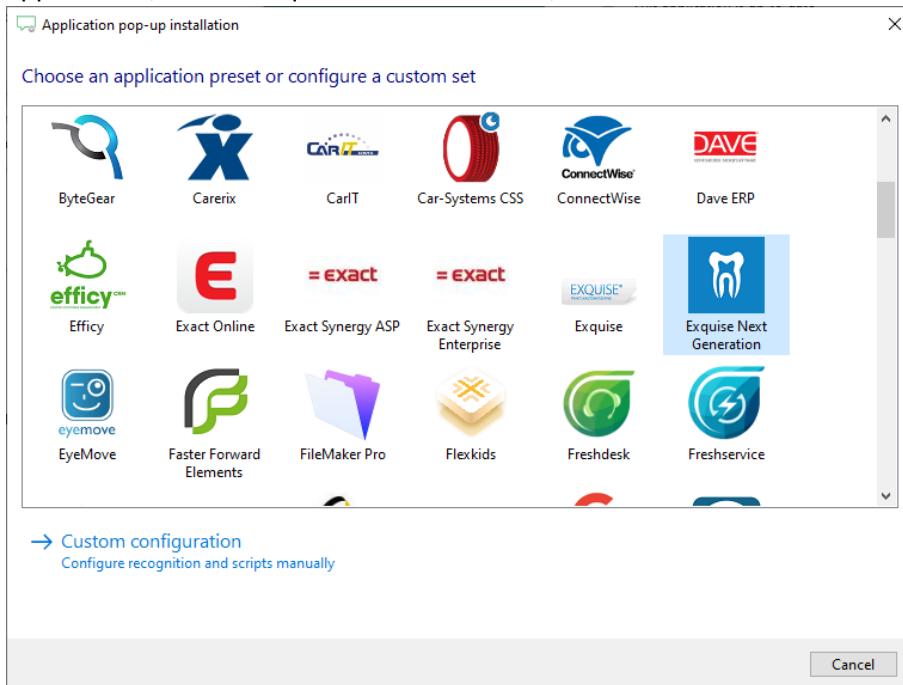 Application pop-up installation
Choose an application preset or configure a custom set
CarIT
ConnectWise
DAVE
ByteGear
Carerix
CarIT
Car-Systems CSS
ConnectWise
Dave ERP
efficy CRM
E
= exact
= exact
EXQUISE
Efficy
Exact Online
Exact Synergy ASP
Exact Synergy
Enterprise
Exquise
Exquise Next
Generation
eyemove
EyeMove
Faster Forward
Elements
FileMaker Pro
Flexkids
Freshdesk
Freshservice
→ Custom configuration
Configure recognition and scripts manually
Cancel